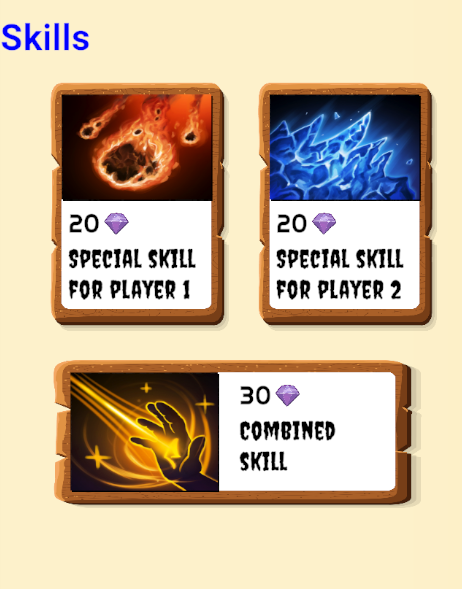 Skills
20
SPECIAL SKILL
FOR PLAYER 1
20
SPECIAL SKILL
FOR PLAYER 2
30
COMBINED
SKILL